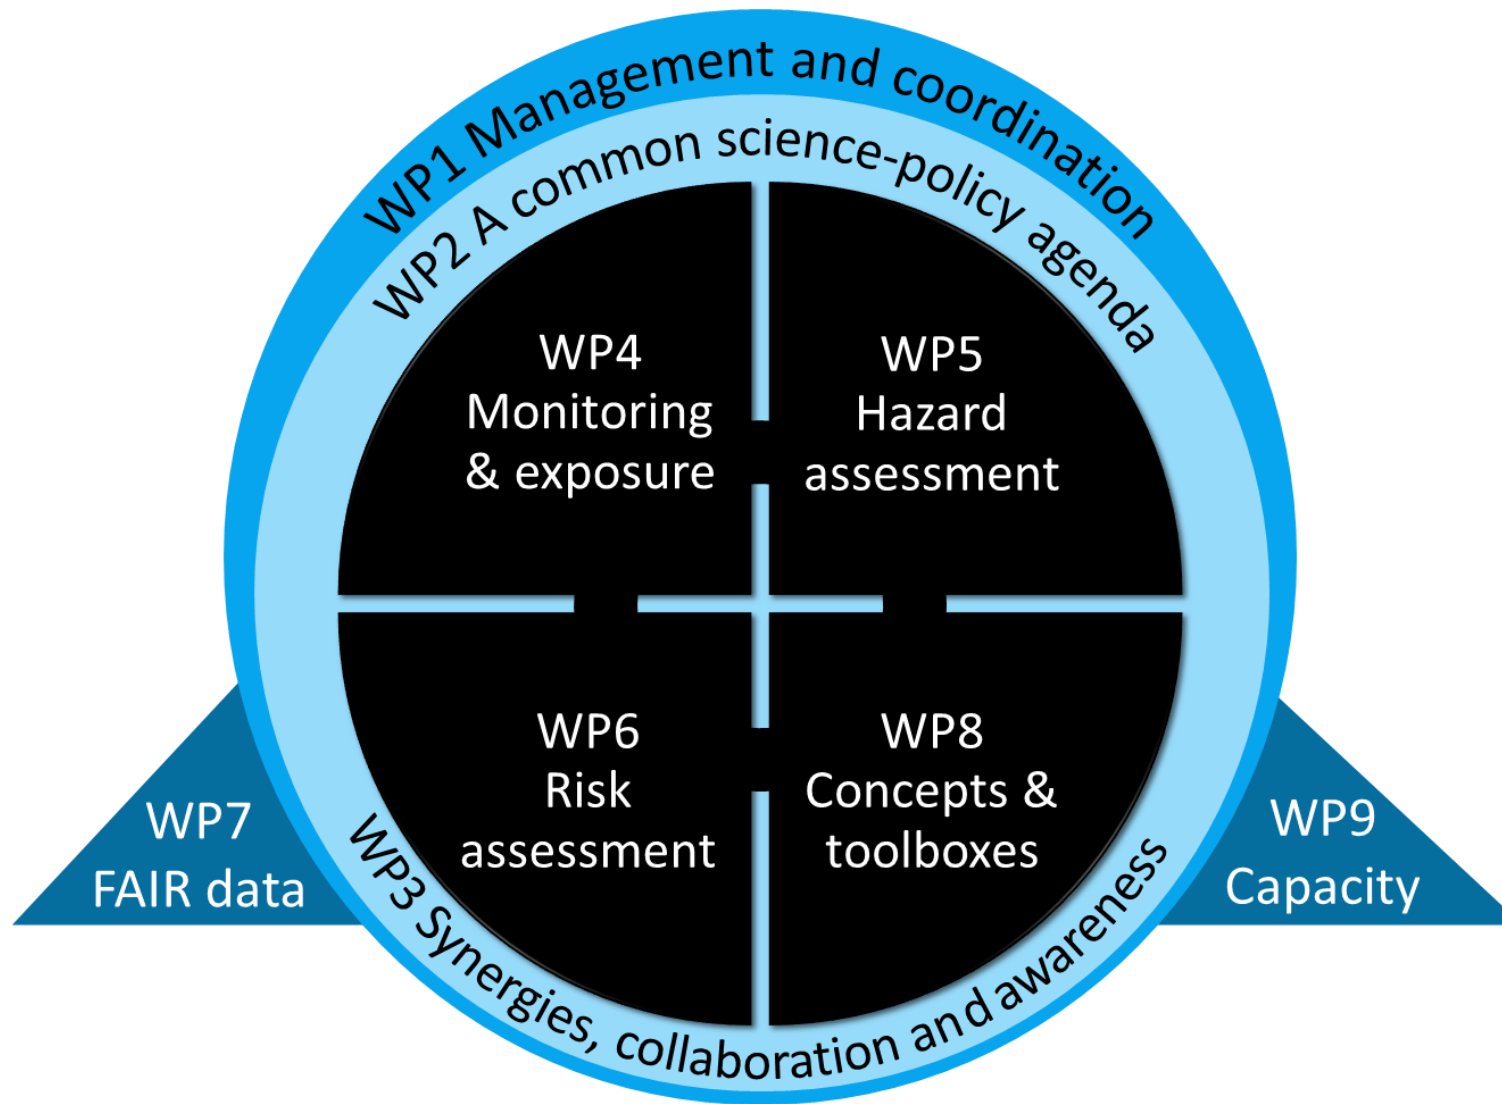 WP1 Management and coordination
WP2 A common science-policy agenda
WP4
Monitoring
& exposure
WP5
Hazard
assessment
WP6
Risk
assessment
WP8
Concepts &
toolboxes
WP7
FAIR data
WP9
Capacity
WP3 Synergies, collaboration and awareness